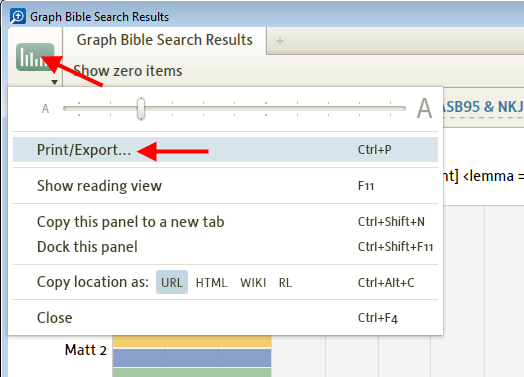 Graph Bible Search Results
Graph Bible Search Results +
Show zero items
A A
ASB95 & NKJ
Print/Export... Ctrl+P
nt] <lemma =
Show reading view F11
Copy this panel to a new tab Ctrl+Shift+N
Dock this panel Ctrl+Shift+F11
Copy location as: URL HTML WIKI RL Ctrl+Alt+C
Close Ctrl+F4
Matt 2